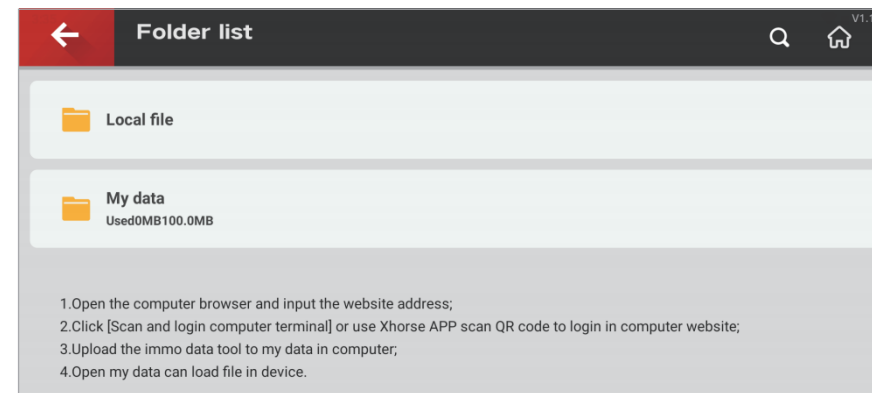 Folder list
V1.1
Local file
My data
Used0MB100.0MB
1.Open the computer browser and input the website address;
2.Click [Scan and login computer terminal] or use Xhorse APP scan QR code to login in computer website;
3.Upload the immo data tool to my data in computer;
4.Open my data can load file in device.